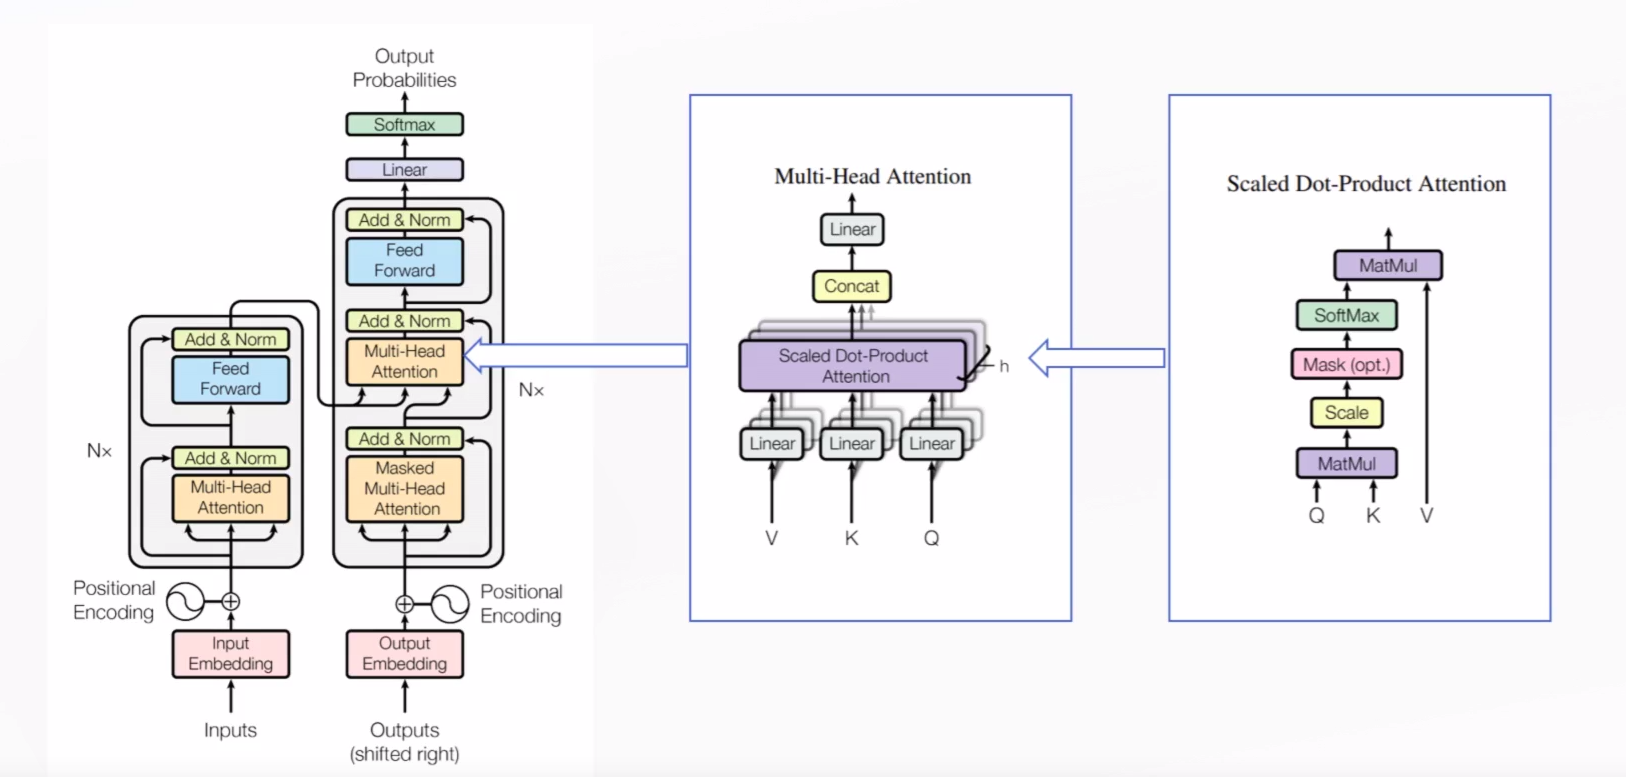 Output
Probabilities
Softmax
Linear
Add & Norm
Feed
Forward
Add & Norm
Multi-Head
Attention
Nx
Add & Norm
Masked
Multi-Head
Attention
Add & Norm
Feed
Forward
Nx
Add & Norm
Multi-Head
Attention
Positional
Encoding
Positional
Encoding
Input
Embedding
Output
Embedding
Inputs
Outputs
(shifted right)
Multi-Head Attention
Linear
Concat
Scaled Dot-Product
Attention
h
Linear
Linear
Linear
V
K
Q
Scaled Dot-Product Attention
MatMul
SoftMax
Mask (opt.)
Scale
MatMul
Q
K
V